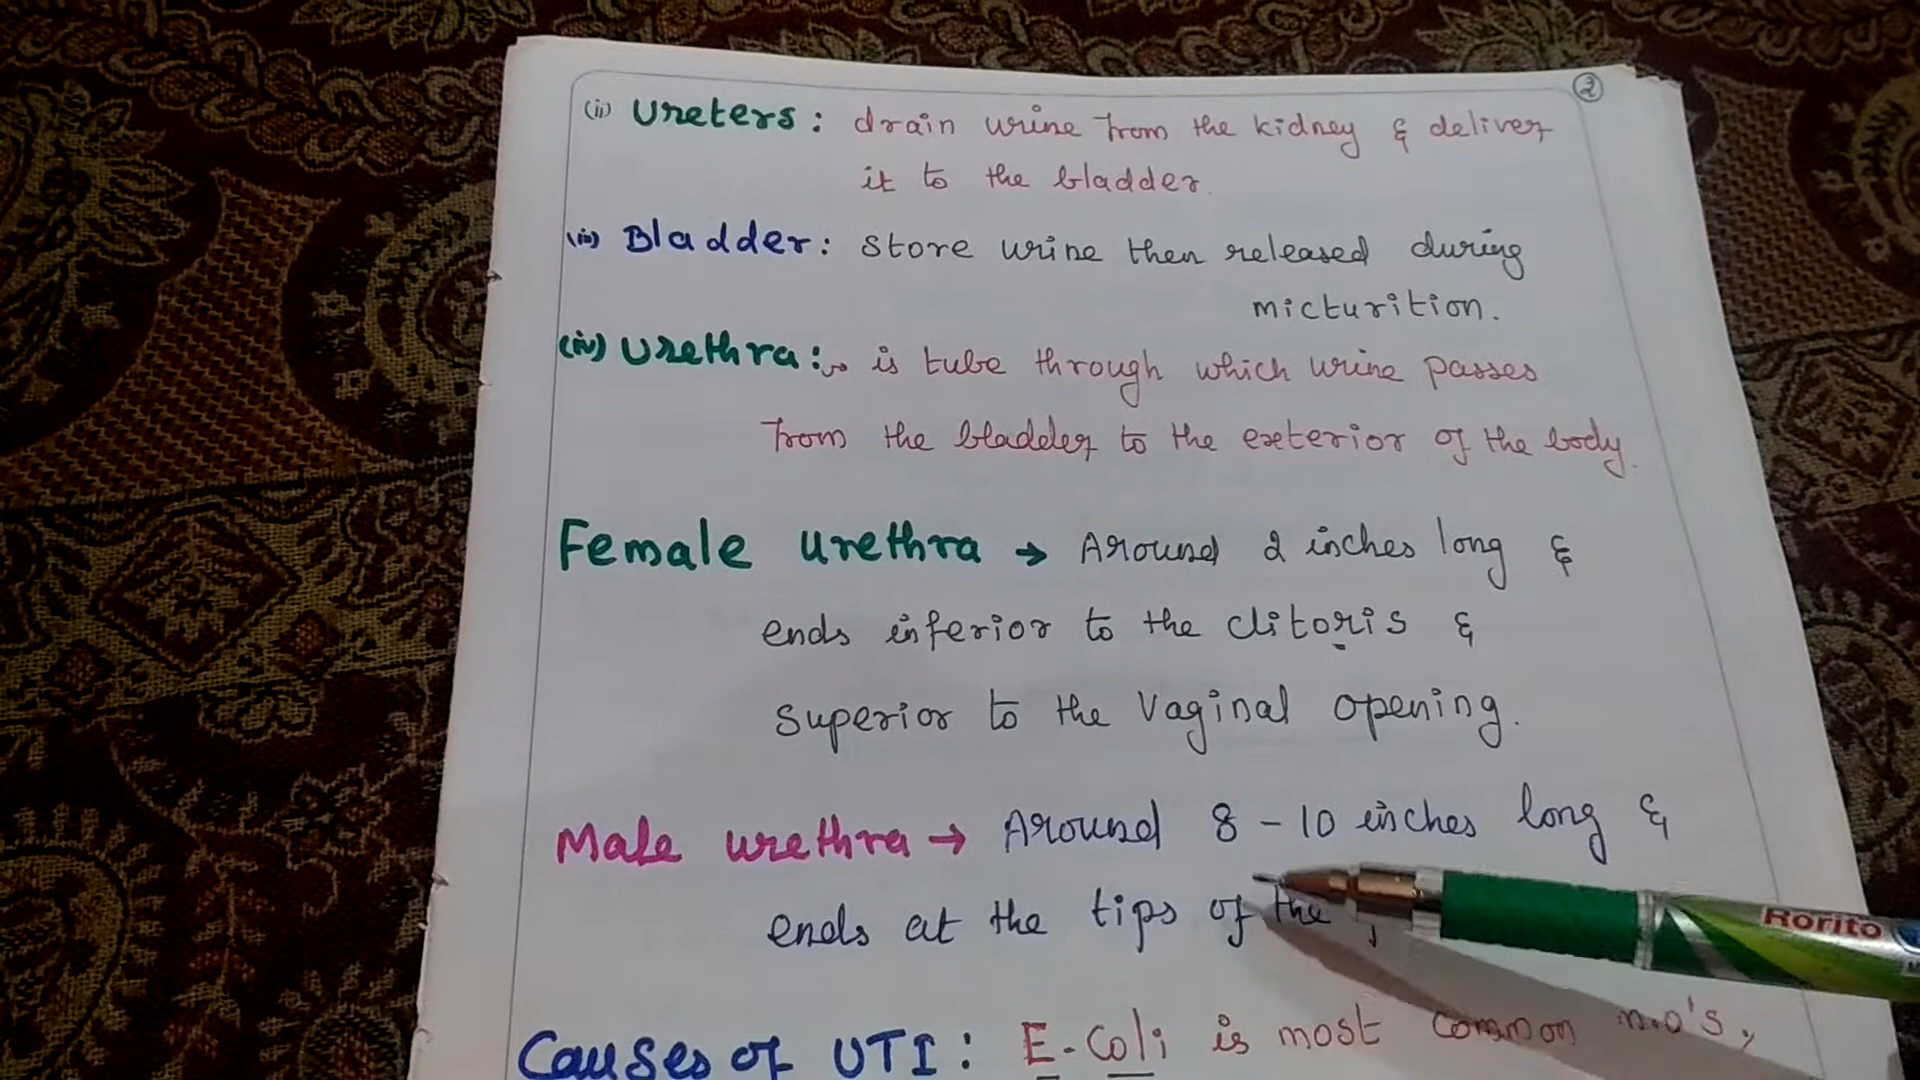 2
(ii) Ureters: drain urine from the kidney & deliver
it to the bladder.
(iii) Bladder: store urine then released during
micturition.
(iv) Urethra: is tube through which urine passes
from the bladder to the exterior of the body.
Female urethra → Around 2 inches long &
ends inferior to the clitoris &
superior to the vaginal opening.
Male urethra → Around 8-10 inches long &
ends at the tips of the
Rorito
Causes of UTI: E-Coli is most common m.o's,